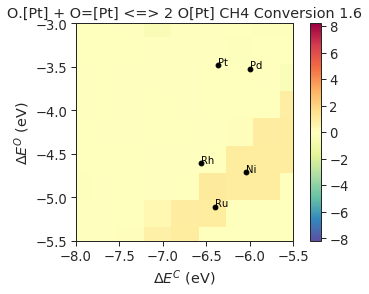 O.[Pt] + O=[Pt] <=> 2 O[Pt] CH4 Conversion 1.6
−3.0
−3.5
−4.0
−4.5
−5.0
−5.5
ΔE^O (eV)
Pt
Pd
Rh
Ni
Ru
−8.0 −7.5 −7.0 −6.5 −6.0 −5.5
ΔE^C (eV)
8
6
4
2
0
−2
−4
−6
−8